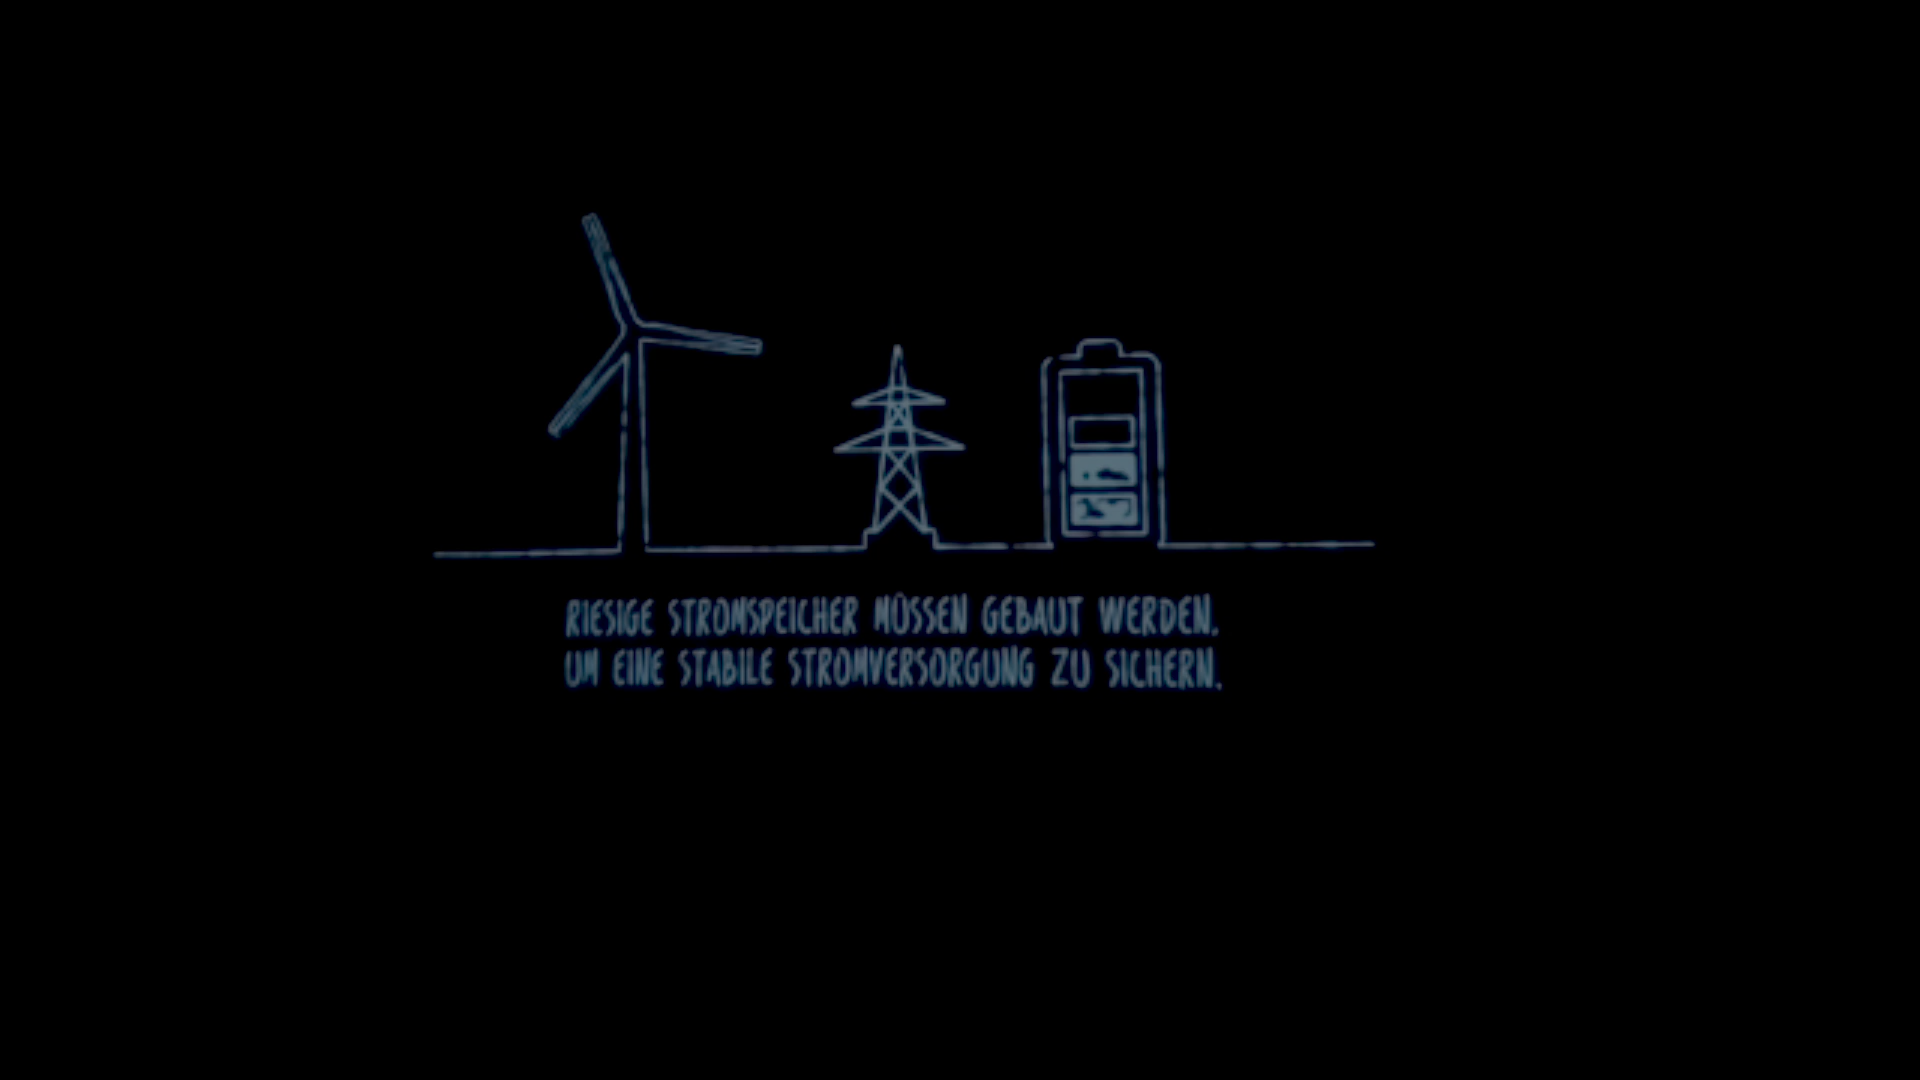 RIESIGE STROMSPEICHER MÜSSEN GEBAUT WERDEN,
UM EINE STABILE STROMVERSORGUNG ZU SICHERN.